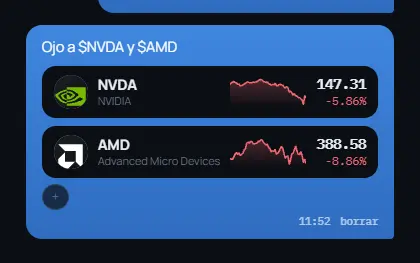 Ojo a $NVDA y $AMD
NVDA
147.31
NVIDIA
-5.86%
AMD
388.58
Advanced Micro Devices
-8.86%
+
11:52 borrar